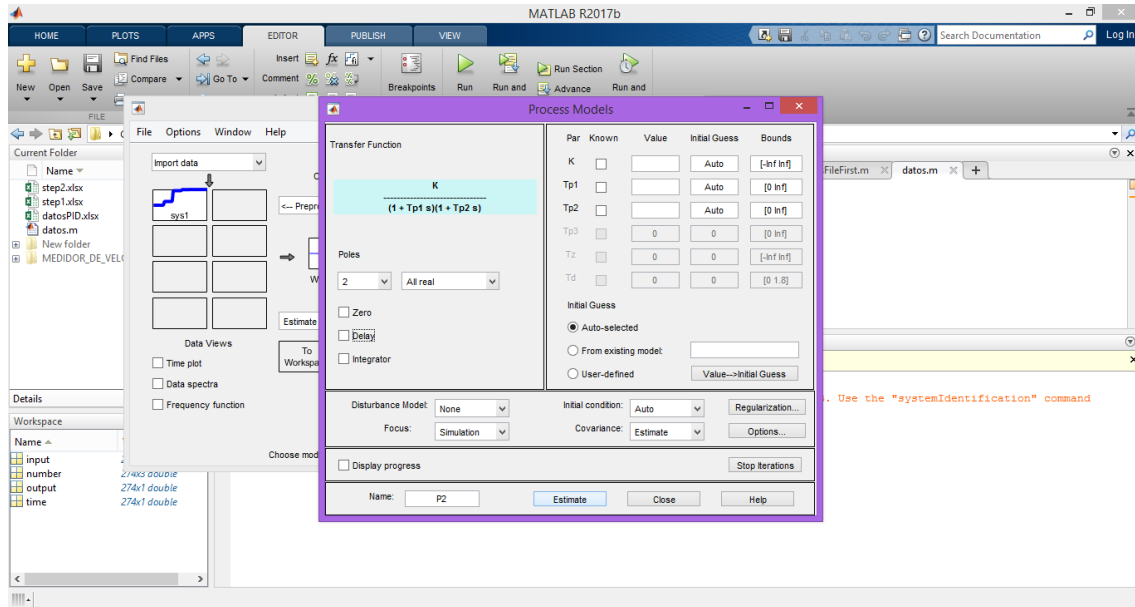 MATLAB R2017b
HOME PLOTS APPS EDITOR PUBLISH VIEW Search Documentation Log In
New Open Save Find Files Compare Go To Insert fx Comment % Breakpoints Run Run and Run Section Advance Run and
FILE
Current Folder
Name
step2.xlsx
step1.xlsx
datosPID.xlsx
datos.m
New folder
MEDIDOR_DE_VEL
Details
Workspace
Name
input
number 274x3 double
output 274x1 double
time 274x1 double
File Options Window Help
Import data
sys1
<-- Prepr
Estimate
Data Views
To
Workspa
Time plot
Data spectra
Frequency function
Choose mod
Process Models
Transfer Function
K
-------------------------------
(1 + Tp1 s)(1 + Tp2 s)
Poles
2 All real
Zero
Delay
Integrator
Par Known Value Initial Guess Bounds
K Auto [-Inf Inf]
Tp1 Auto [0 Inf]
Tp2 Auto [0 Inf]
Tp3 0 0 [0 Inf]
Tz 0 0 [-Inf Inf]
Td 0 0 [0 1.8]
Initial Guess
Auto-selected
From existing model:
User-defined Value-->Initial Guess
Disturbance Model: None Initial condition: Auto Regularization...
Focus: Simulation Covariance: Estimate Options...
Display progress Stop Iterations
Name: P2 Estimate Close Help
FileFirst.m datos.m
. Use the "systemIdentification" command